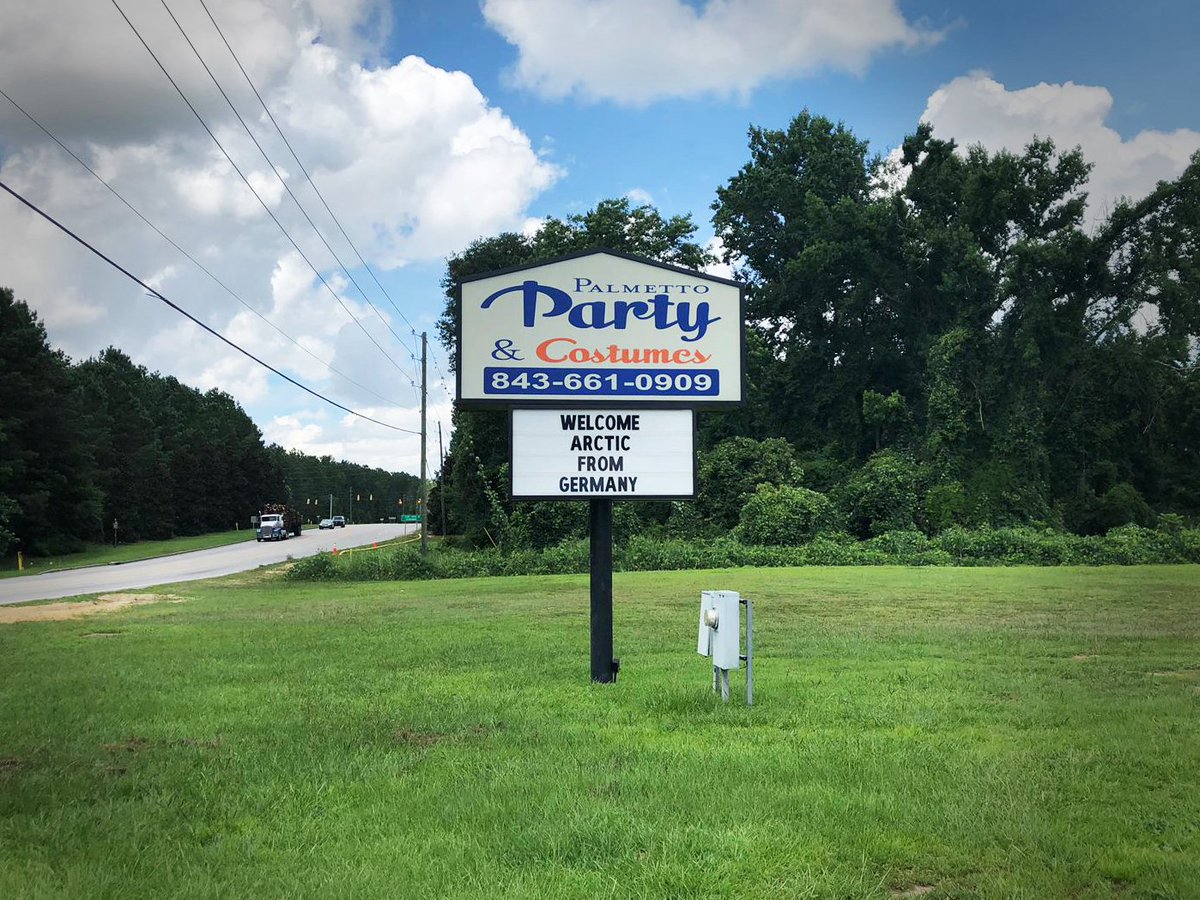 PALMETTO
Party
& Costumes
843-661-0909
WELCOME
ARCTIC
FROM
GERMANY